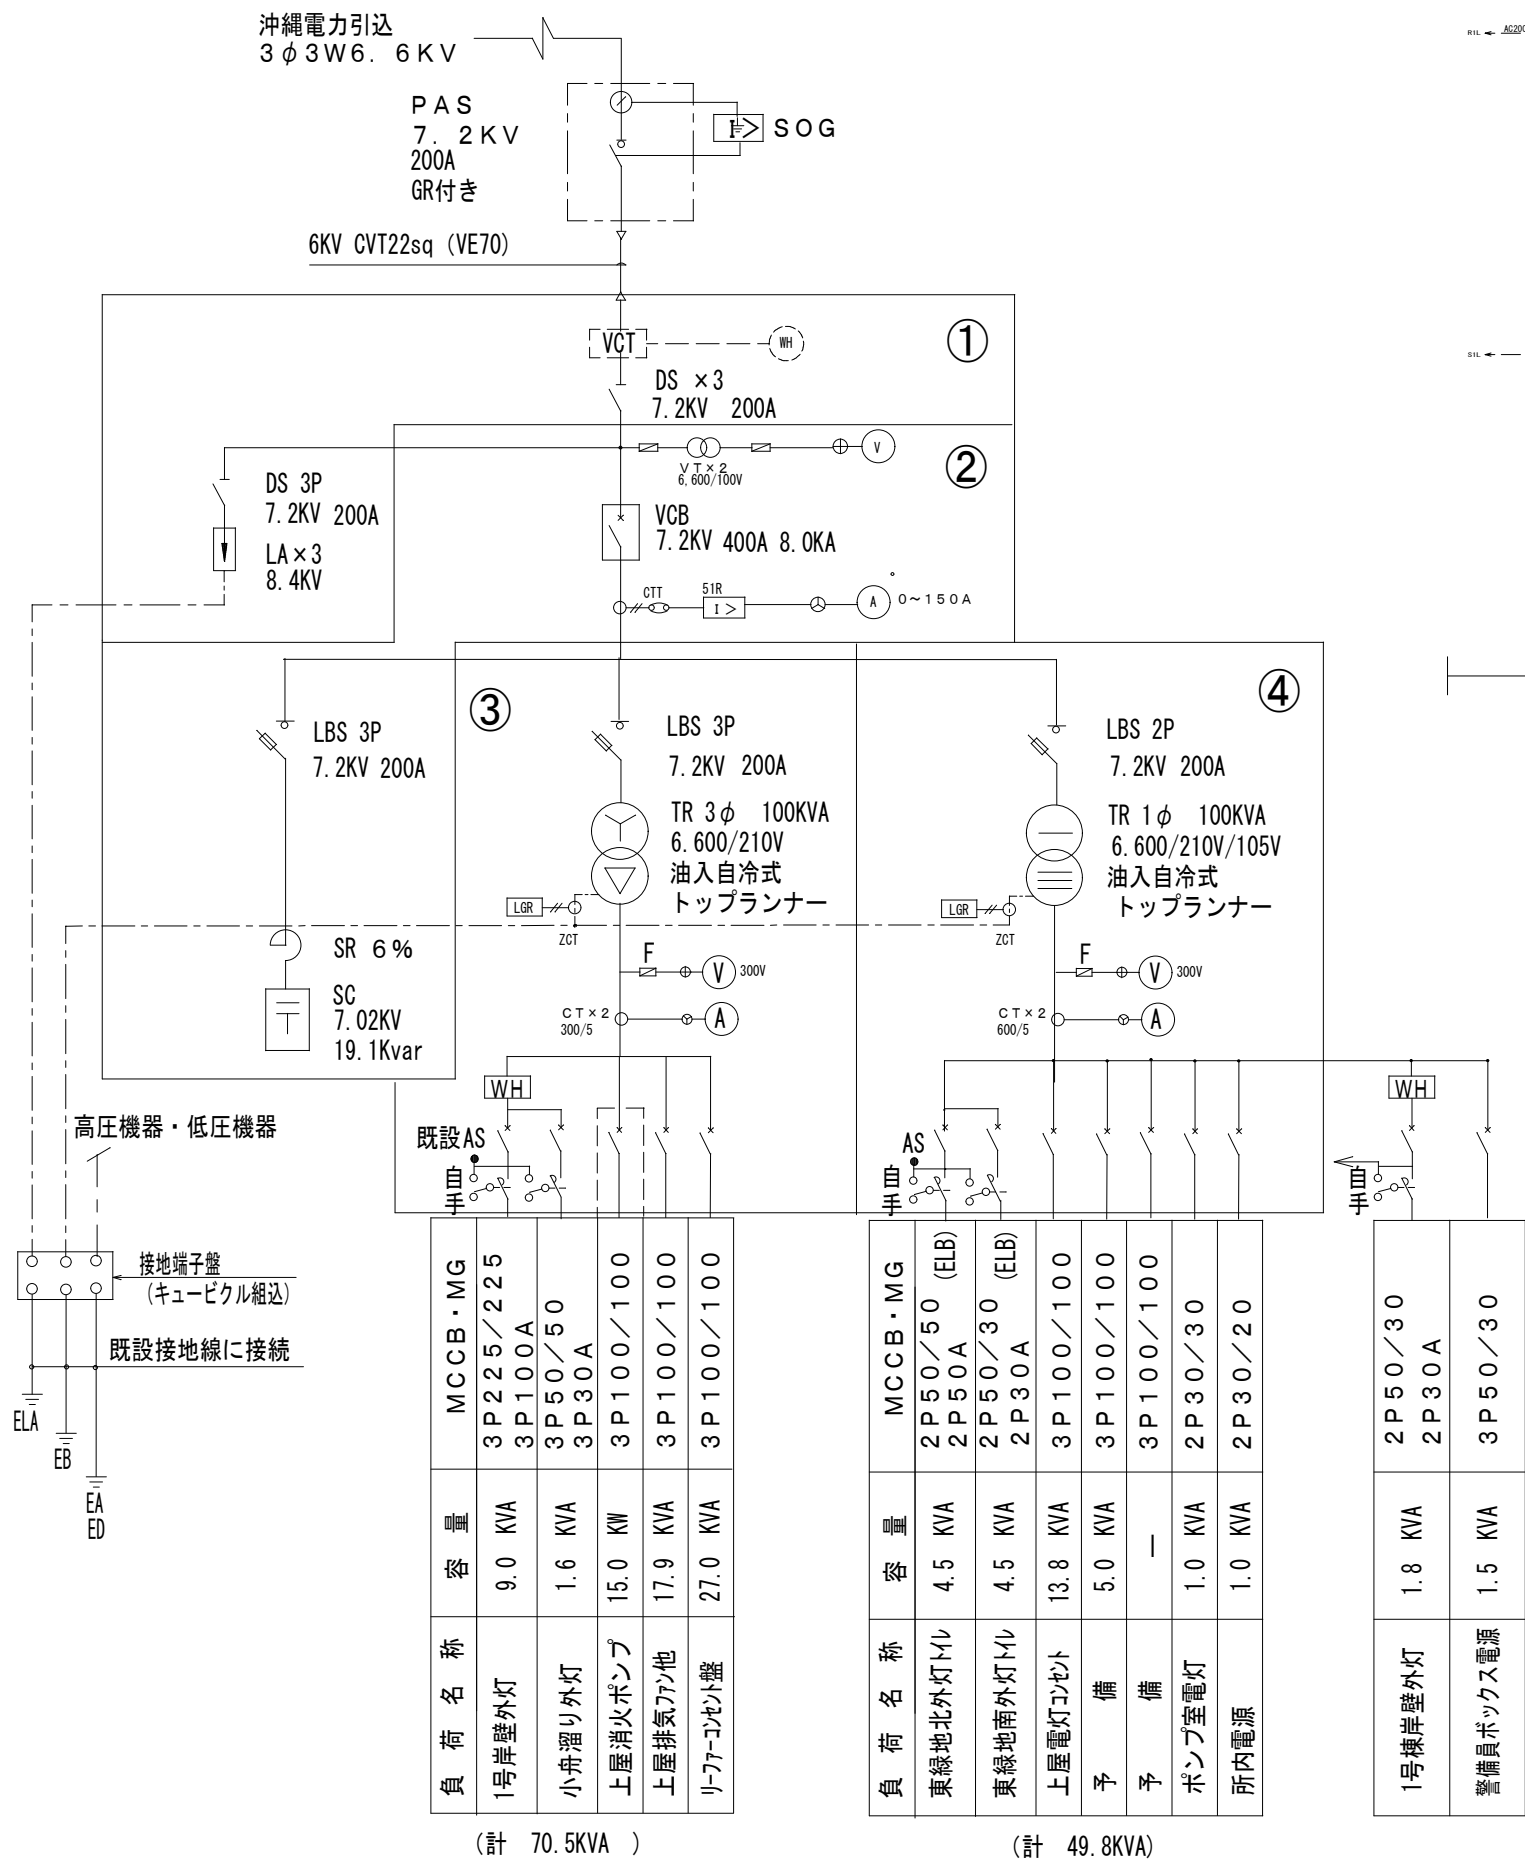 沖縄電力引込
3φ3W6.6KV
PAS
7.2KV
200A
GR付き
I> SOG
6KV CVT22sq (VE70)
R1L AC200
S1L
VCT WH ①
DS ×3
7.2KV 200A
②
VT×2
6,600/100V
V
DS 3P
7.2KV 200A
LA×3
8.4KV
VCB
7.2KV 400A 8.0KA
CTT 51R I> A 0~150A
③ ④
LBS 3P
7.2KV 200A
SR 6%
SC
7.02KV
19.1Kvar
LBS 3P
7.2KV 200A
TR 3φ 100KVA
6.600/210V
油入自冷式
トップランナー
LGR
ZCT
F V 300V
CT×2
300/5
A
LBS 2P
7.2KV 200A
TR 1φ 100KVA
6.600/210V/105V
油入自冷式
トップランナー
LGR
ZCT
F V 300V
CT×2
600/5
A
WH
既設AS
自
手
AS
自
手
WH
自
手
高圧機器・低圧機器
接地端子盤
(キュービクル組込)
既設接地線に接続
ELA
EB
EA
ED
負荷名称 容量 MCCB・MG
1号岸壁外灯 9.0 KVA 3P225/225 3P100A
小舟溜り外灯 1.6 KVA 3P50/50 3P30A
上屋消火ポンプ 15.0 KW 3P100/100
上屋排気ファン他 17.9 KVA 3P100/100
リーファーコンセント盤 27.0 KVA 3P100/100
(計 70.5KVA )
負荷名称 容量 MCCB・MG
東緑地北外灯トイレ 4.5 KVA 2P50/50 2P50A (ELB)
東緑地南外灯トイレ 4.5 KVA 2P50/30 2P30A (ELB)
上屋電灯コンセント 13.8 KVA 3P100/100
予備 5.0 KVA 3P100/100
予備 — 3P100/100
ポンプ室電灯 1.0 KVA 2P30/30
所内電源 1.0 KVA 2P30/20
(計 49.8KVA)
1号棟岸壁外灯 1.8 KVA 2P50/30 2P30A
警備員ボックス電源 1.5 KVA 3P50/30